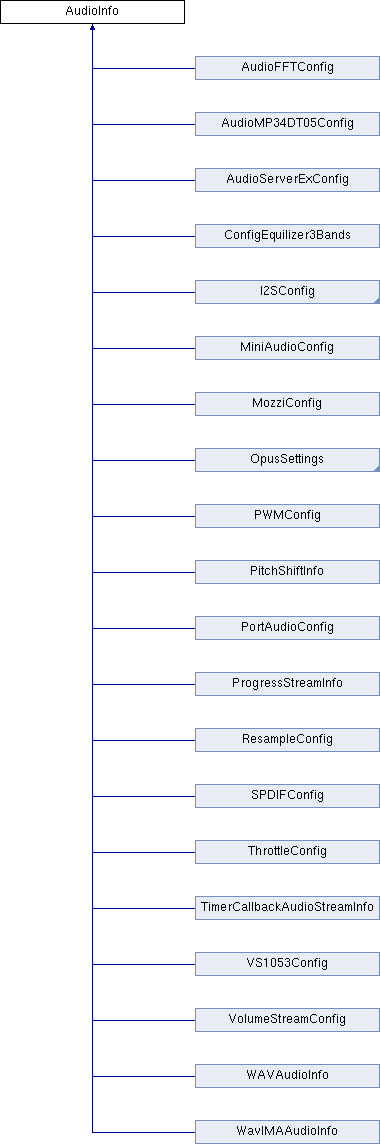 AudioInfo
AudioFFTConfig
AudioMP34DT05Config
AudioServerExConfig
ConfigEquilizer3Bands
I2SConfig
MiniAudioConfig
MozziConfig
OpusSettings
PWMConfig
PitchShiftInfo
PortAudioConfig
ProgressStreamInfo
ResampleConfig
SPDIFConfig
ThrottleConfig
TimerCallbackAudioStreamInfo
VS1053Config
VolumeStreamConfig
WAVAudioInfo
WavIMAAudioInfo